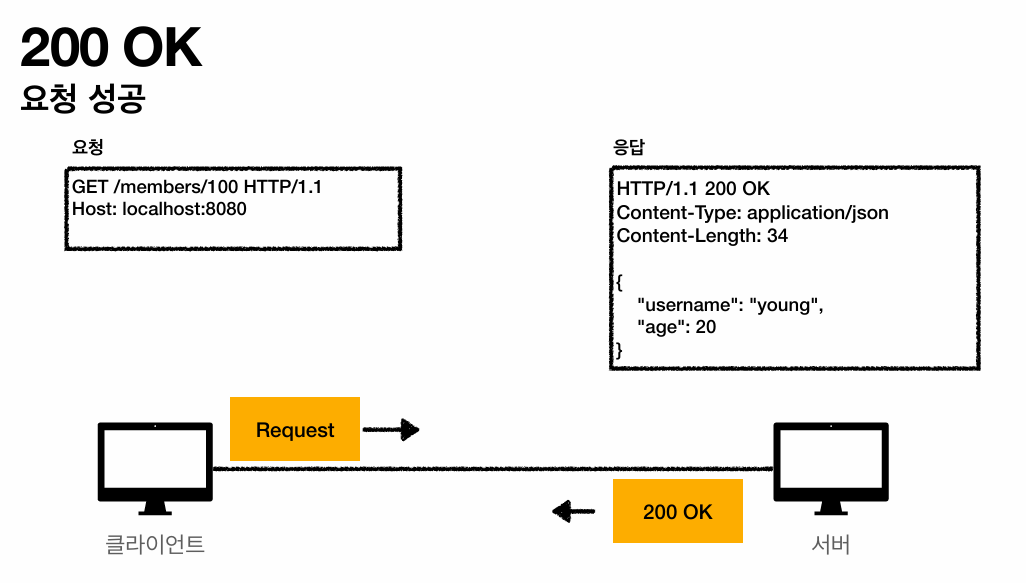 200 OK
요청 성공
요청
GET /members/100 HTTP/1.1
Host: localhost:8080
응답
HTTP/1.1 200 OK
Content-Type: application/json
Content-Length: 34
{
"username": "young",
"age": 20
}
Request
200 OK
클라이언트
서버